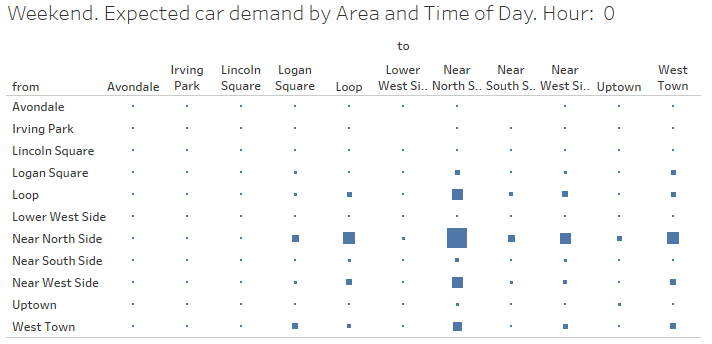 Weekend. Expected car demand by Area and Time of Day. Hour: 0
to
from Avondale Irving Park Lincoln Square Logan Square Loop Lower West Si.. Near North S.. Near South S.. Near West Si.. Uptown West Town
Avondale
Irving Park
Lincoln Square
Logan Square
Loop
Lower West Side
Near North Side
Near South Side
Near West Side
Uptown
West Town